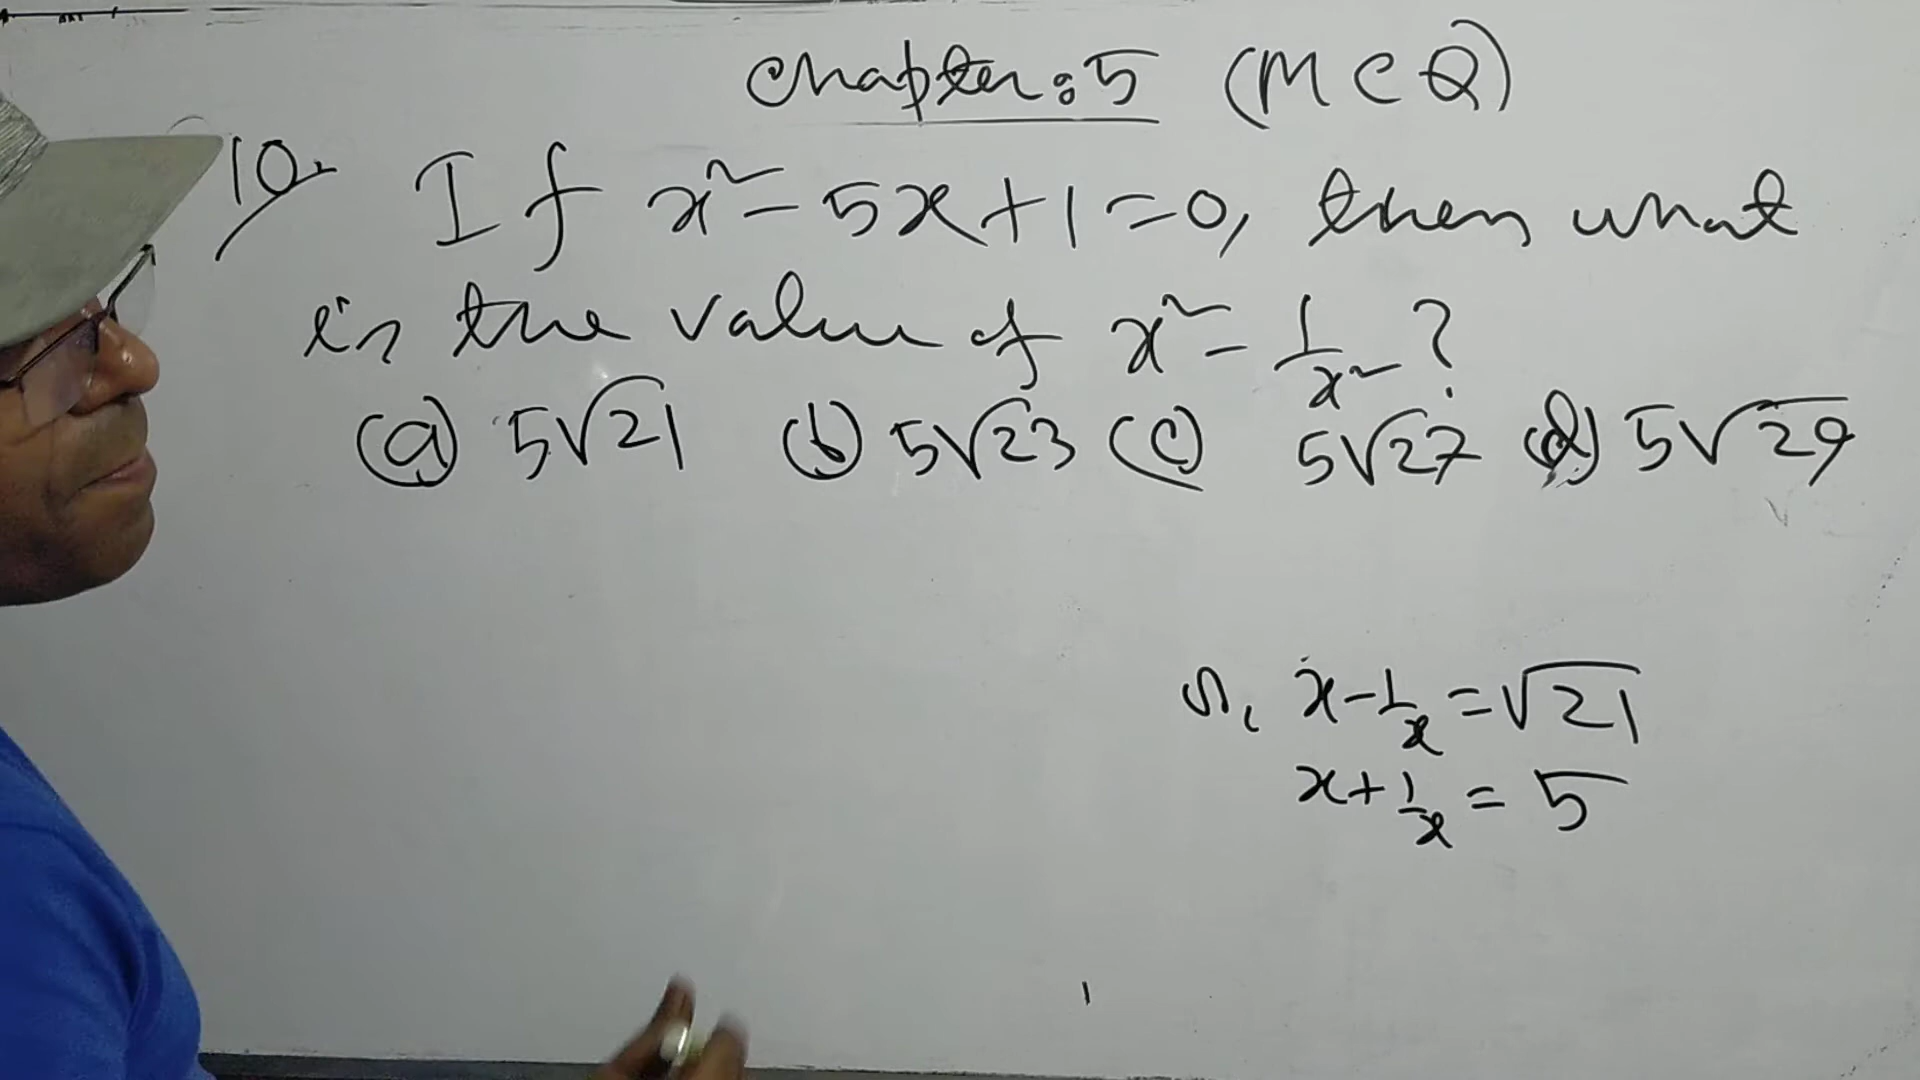 Chapter: 5 (MCQ)
10. If x² - 5x + 1 = 0, then what
is the value of x² - 1/x² ?
(a) 5√21 (b) 5√23 (c) 5√27 (d) 5√29
x - 1/x = √21
x + 1/x = 5